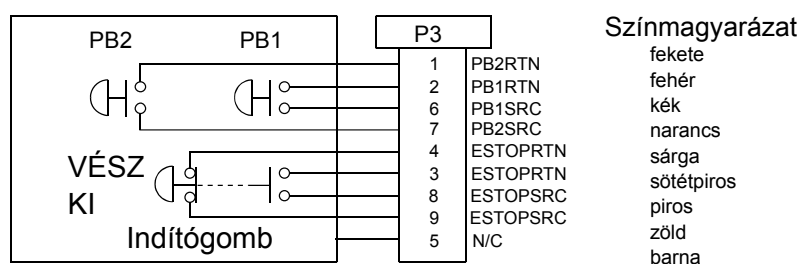 PB2 PB1 P3
1 PB2RTN
2 PB1RTN
6 PB1SRC
7 PB2SRC
4 ESTOPRTN
3 ESTOPRTN
8 ESTOPSRC
9 ESTOPSRC
5 N/C
VÉSZ
KI
Indítógomb
Színmagyarázat
fekete
fehér
kék
narancs
sárga
sötétpiros
piros
zöld
barna